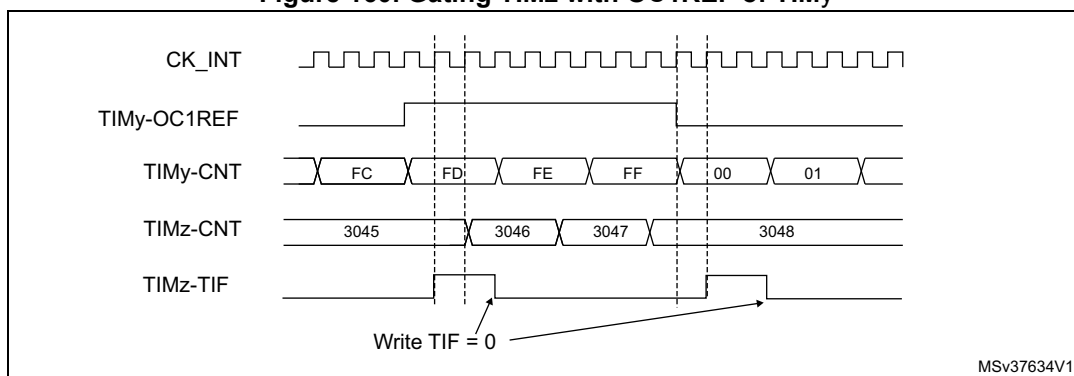 Figure 189. Gating TIMz with OC1REF of TIMy
CK_INT
TIMy-OC1REF
TIMy-CNT FC FD FE FF 00 01
TIMz-CNT 3045 3046 3047 3048
TIMz-TIF
Write TIF = 0
MSv37634V1